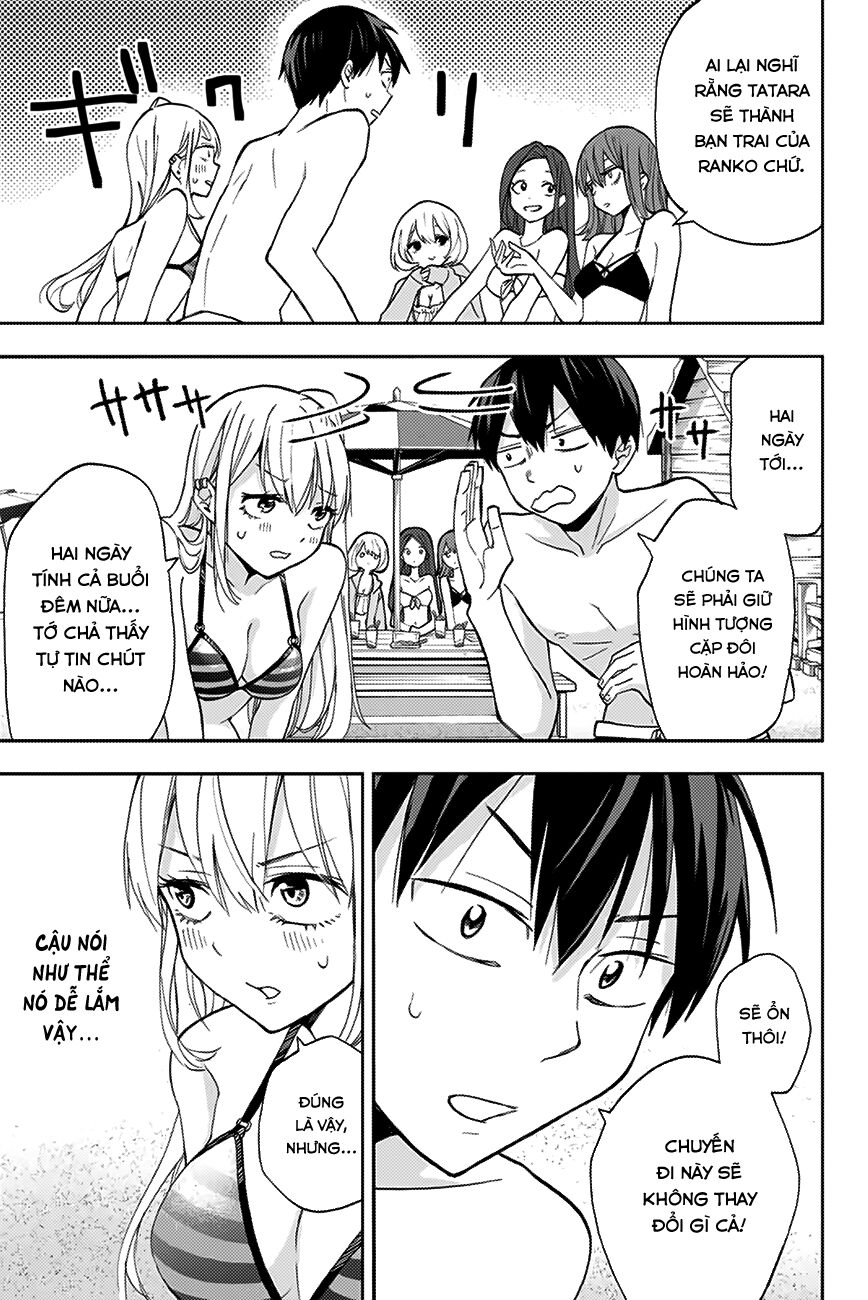 AI LẠI NGHĨ
RẰNG TATARA
SẼ THÀNH
BẠN TRAI CỦA
RANKO CHỨ.
ギクリ
HAI
NGÀY
TỚI...
CHÚNG TA
SẼ PHẢI GIỮ
HÌNH TƯỢNG
CẶP ĐÔI
HOÀN HẢO!
ササッ
ササッ
HAI NGÀY
TÍNH CẢ BUỔI
ĐÊM NỮA...
TỚ CHẢ THẤY
TỰ TIN CHÚT
NÀO...
SẼ ỔN
THÔI!
CHUYẾN
ĐI NÀY SẼ
KHÔNG THAY
ĐỔI GÌ CẢ!
ĐÚNG
LÀ VẬY,
NHƯNG...
CẬU NÓI
NHƯ THỂ
NÓ DỄ LẮM
VẬY...